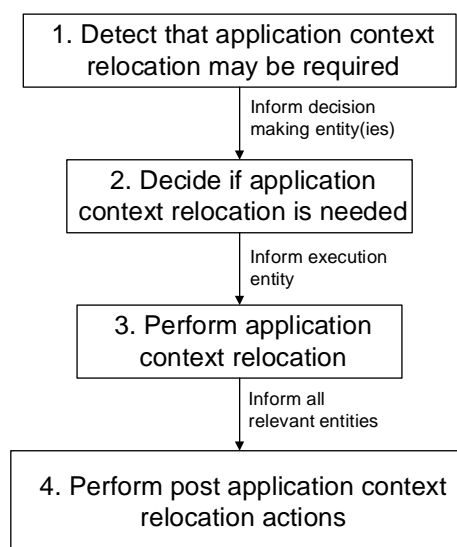 1. Detect that application context
relocation may be required
Inform decision
making entity(ies)
2. Decide if application
context relocation is needed
Inform execution
entity
3. Perform application
context relocation
Inform all
relevant entities
4. Perform post application context
relocation actions